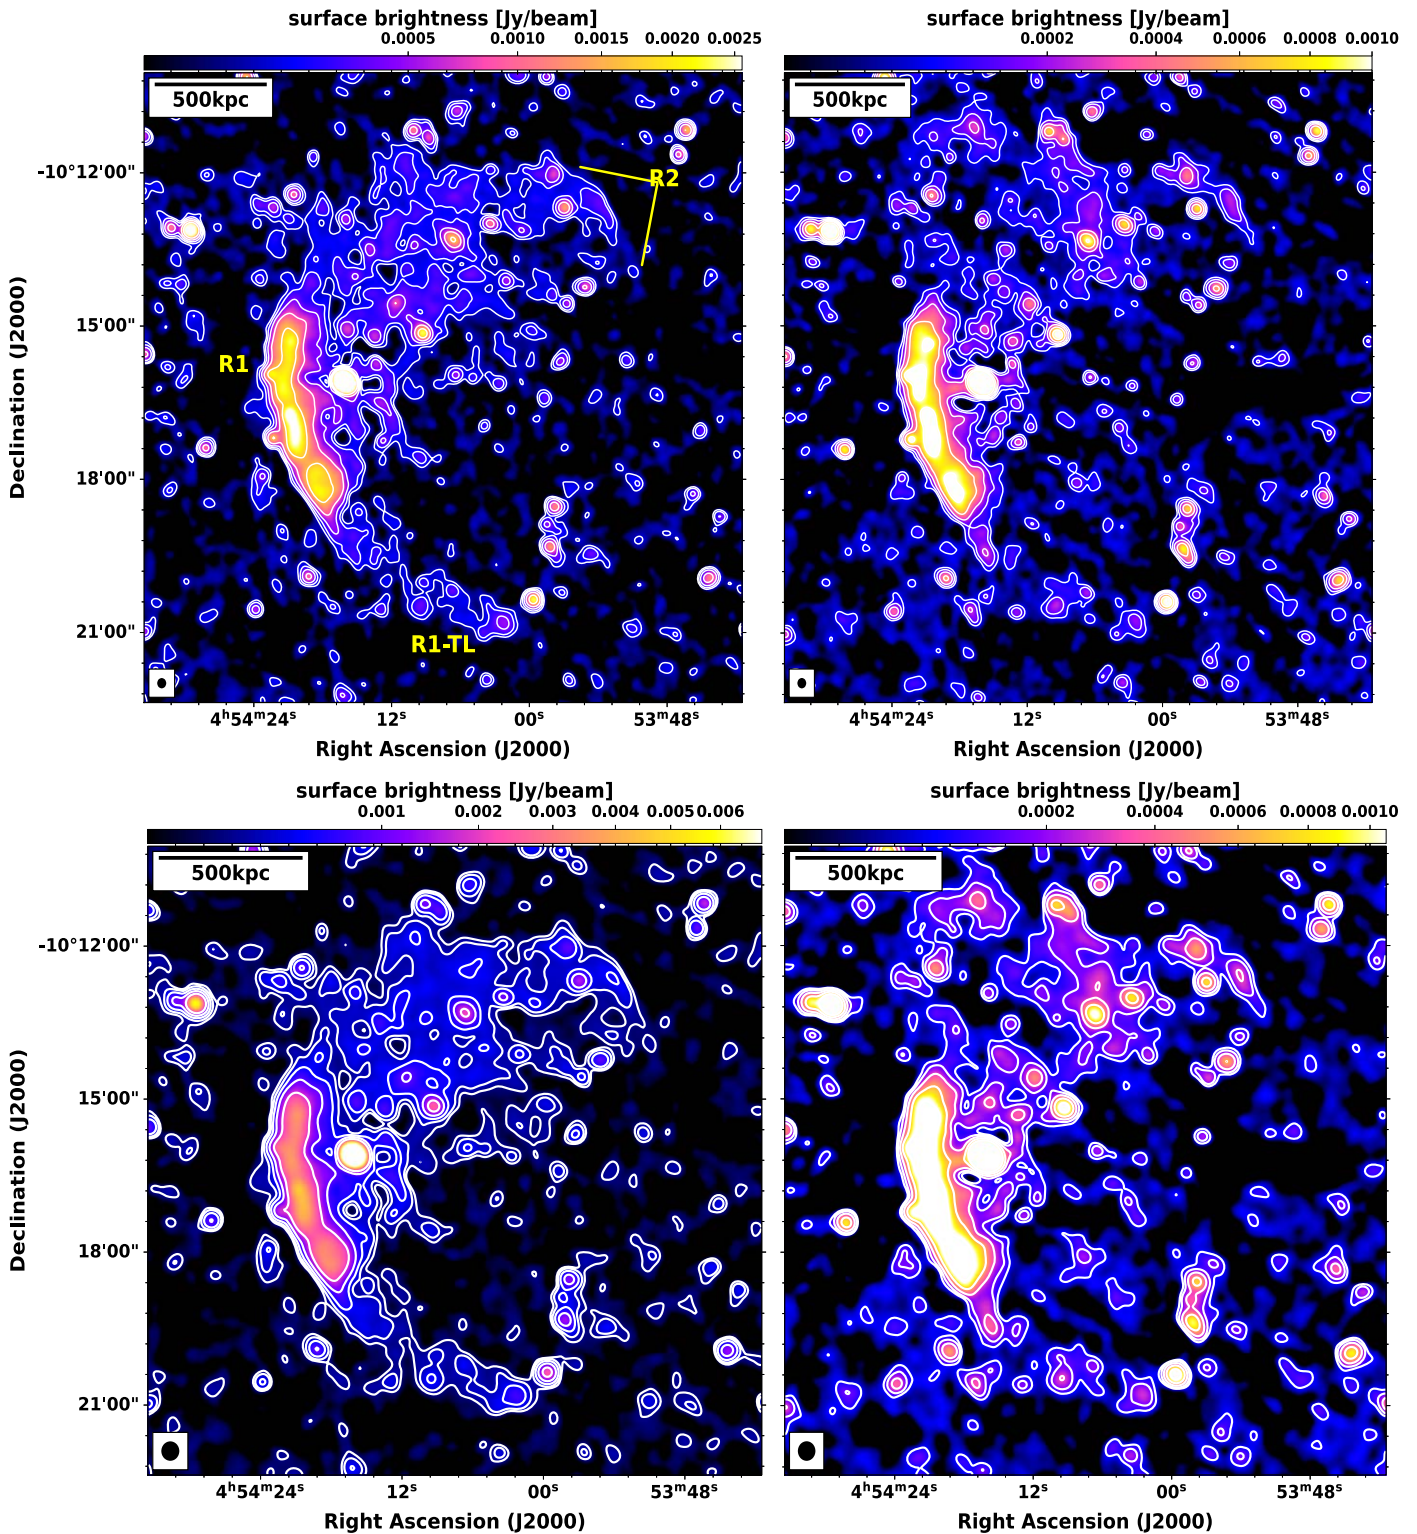 surface brightness [Jy/beam]
0.0005 0.0010 0.0015 0.0020 0.0025
500kpc
R2
R1
R1-TL
-10°12'00"
15'00"
18'00"
21'00"
Declination (J2000)
4ʰ54ᵐ24ˢ 12ˢ 00ˢ 53ᵐ48ˢ
Right Ascension (J2000)
surface brightness [Jy/beam]
0.0002 0.0004 0.0006 0.0008 0.0010
500kpc
4ʰ54ᵐ24ˢ 12ˢ 00ˢ 53ᵐ48ˢ
Right Ascension (J2000)
surface brightness [Jy/beam]
0.001 0.002 0.003 0.004 0.005 0.006
500kpc
-10°12'00"
15'00"
18'00"
21'00"
Declination (J2000)
4ʰ54ᵐ24ˢ 12ˢ 00ˢ 53ᵐ48ˢ
Right Ascension (J2000)
surface brightness [Jy/beam]
0.0002 0.0004 0.0006 0.0008 0.0010
500kpc
4ʰ54ᵐ24ˢ 12ˢ 00ˢ 53ᵐ48ˢ
Right Ascension (J2000)